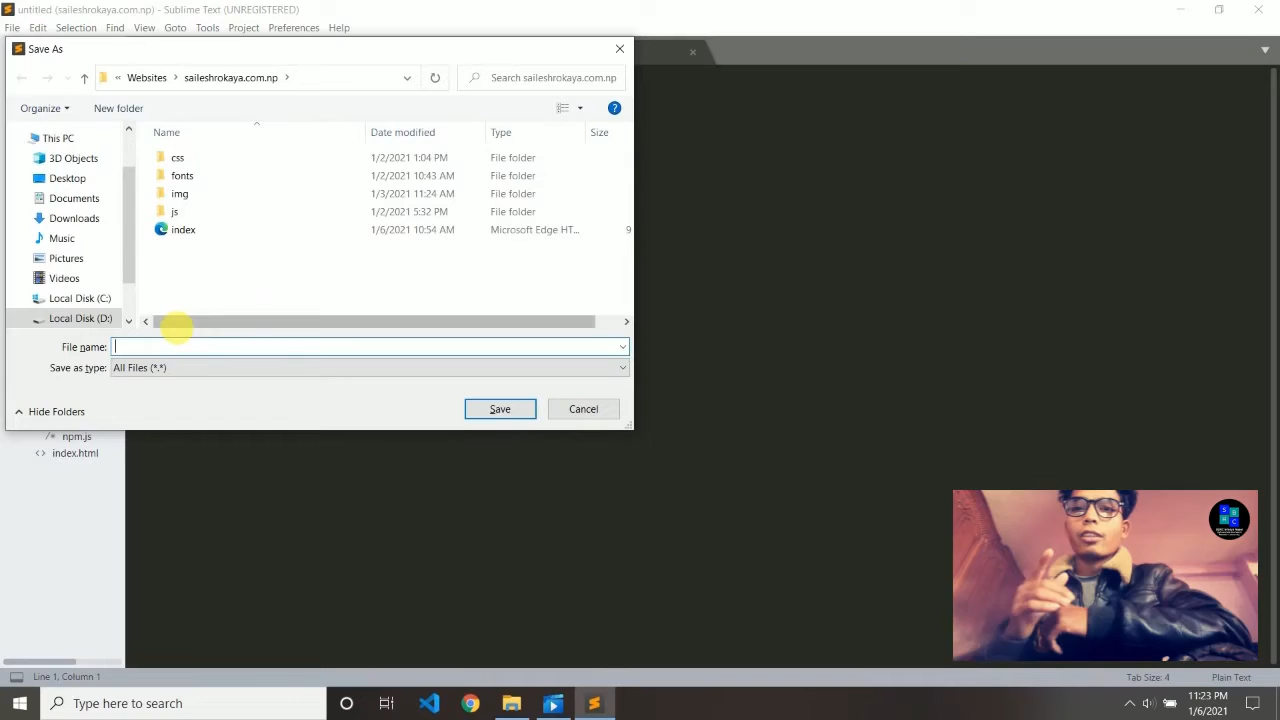 untitled (saileshrokaya.com.np) - Sublime Text (UNREGISTERED)
File Edit Selection Find View Goto Tools Project Preferences Help
Save As
« Websites > saileshrokaya.com.np >
Search saileshrokaya.com.np
Organize New folder
This PC
3D Objects
Desktop
Documents
Downloads
Music
Pictures
Videos
Local Disk (C:)
Local Disk (D:)
Name Date modified Type Size
css 1/2/2021 1:04 PM File folder
fonts 1/2/2021 10:43 AM File folder
img 1/3/2021 11:24 AM File folder
js 1/2/2021 5:32 PM File folder
index 1/6/2021 10:54 AM Microsoft Edge HT... 9
File name:
Save as type: All Files (*.*)
Hide Folders Save Cancel
/* npm.js
<> index.html
Line 1, Column 1 Tab Size: 4 Plain Text
Type here to search
11:23 PM
1/6/2021